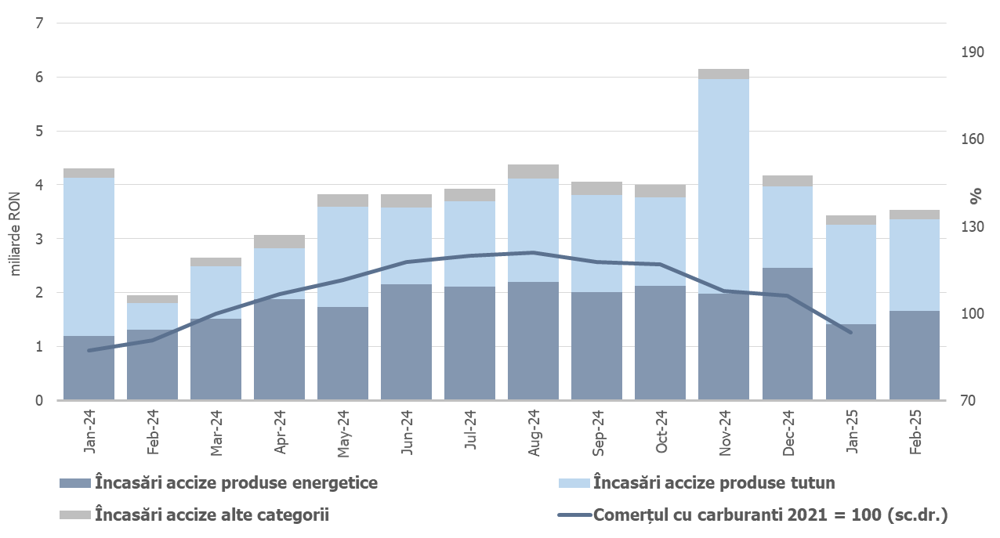 7
6
5
4
3
2
1
0
miliarde RON
190
160
130
100
70
%
Jan-24
Feb-24
Mar-24
Apr-24
May-24
Jun-24
Jul-24
Aug-24
Sep-24
Oct-24
Nov-24
Dec-24
Jan-25
Feb-25
Încasări accize produse energetice
Încasări accize produse tutun
Încasări accize alte categorii
Comerțul cu carburanti 2021 = 100 (sc.dr.)